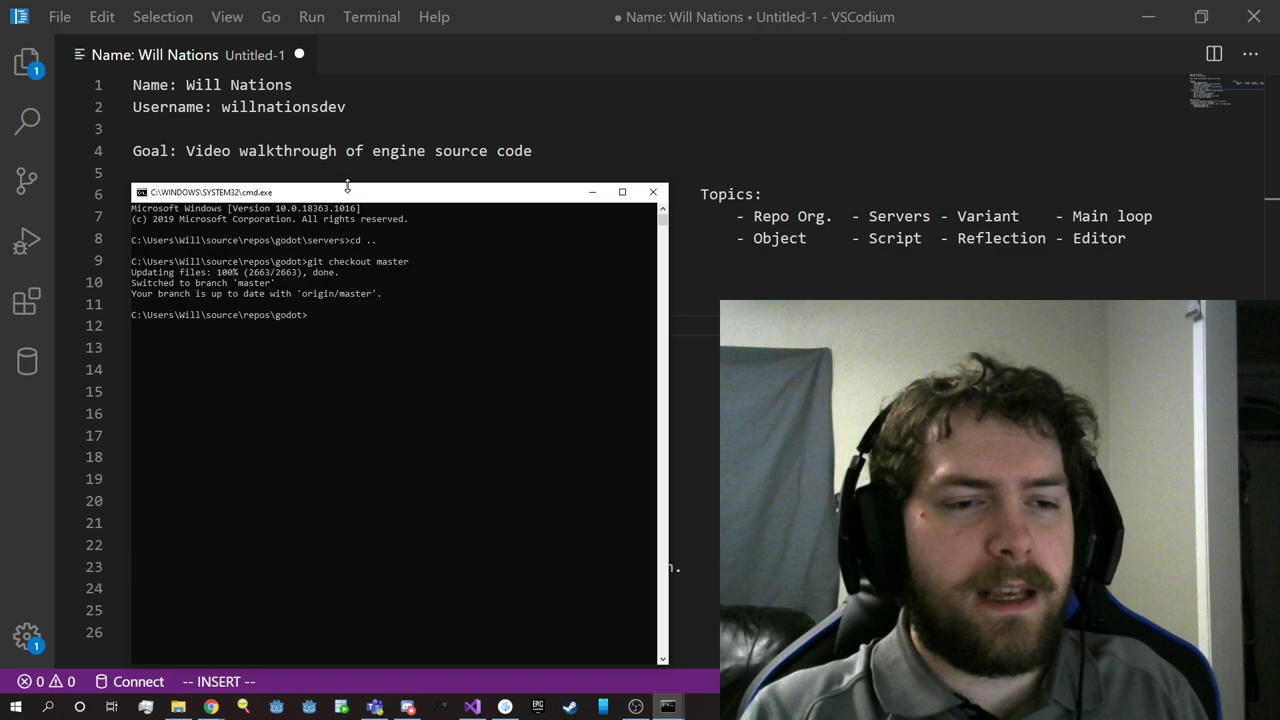 File Edit Selection View Go Run Terminal Help ● Name: Will Nations • Untitled-1 - VSCodium
Name: Will Nations Untitled-1
1 Name: Will Nations
2 Username: willnationsdev
3
4 Goal: Video walkthrough of engine source code
5
6 Topics:
7 - Repo Org. - Servers - Variant - Main loop
8 - Object - Script - Reflection - Editor
9
10
11
12
13
14
15
16
17
18
19
20
21
22
23 n.
24
25
26
C:\WINDOWS\SYSTEM32\cmd.exe
Microsoft Windows [Version 10.0.18363.1016]
(c) 2019 Microsoft Corporation. All rights reserved.
C:\Users\Will\source\repos\godot\servers>cd ..
C:\Users\Will\source\repos\godot>git checkout master
Updating files: 100% (2663/2663), done.
Switched to branch 'master'
Your branch is up to date with 'origin/master'.
C:\Users\Will\source\repos\godot>
1
1
0 0 Connect -- INSERT --
EPIC